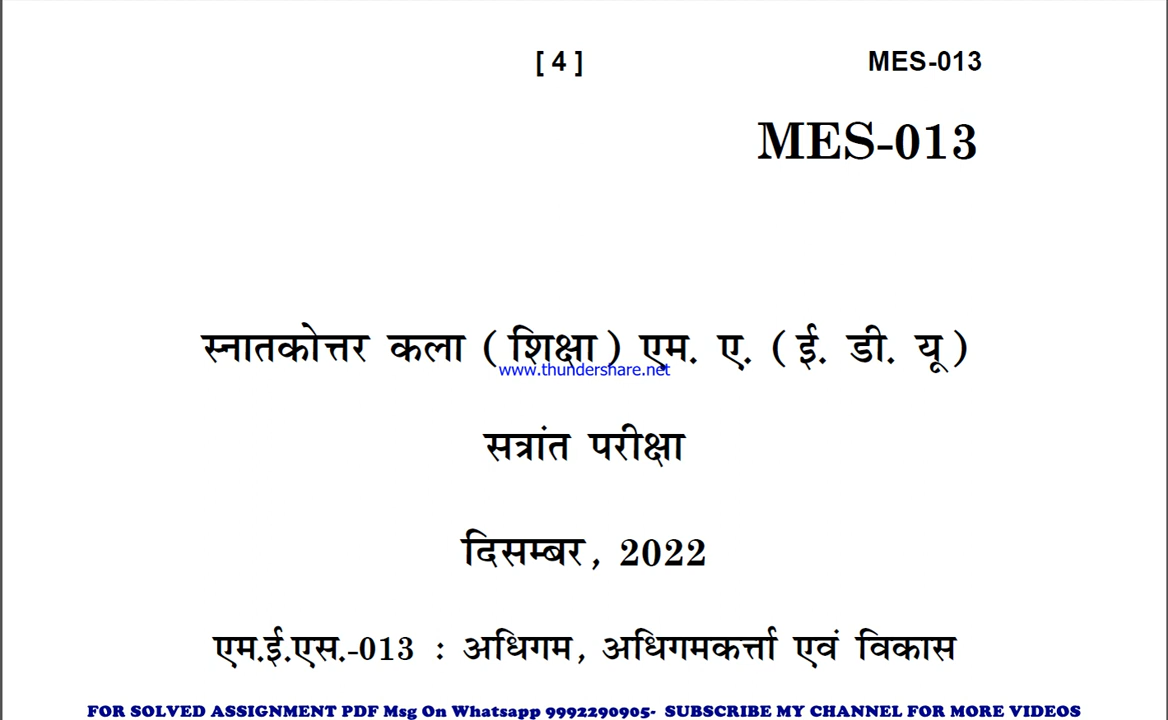 [ 4 ] MES-013
MES-013
स्नातकोत्तर कला ( शिक्षा ) एम. ए. ( ई. डी. यू )
www.thundershare.net
सत्रांत परीक्षा
दिसम्बर, 2022
एम.ई.एस.-013 : अधिगम, अधिगमकर्त्ता एवं विकास
FOR SOLVED ASSIGNMENT PDF Msg On Whatsapp 9992290905- SUBSCRIBE MY CHANNEL FOR MORE VIDEOS